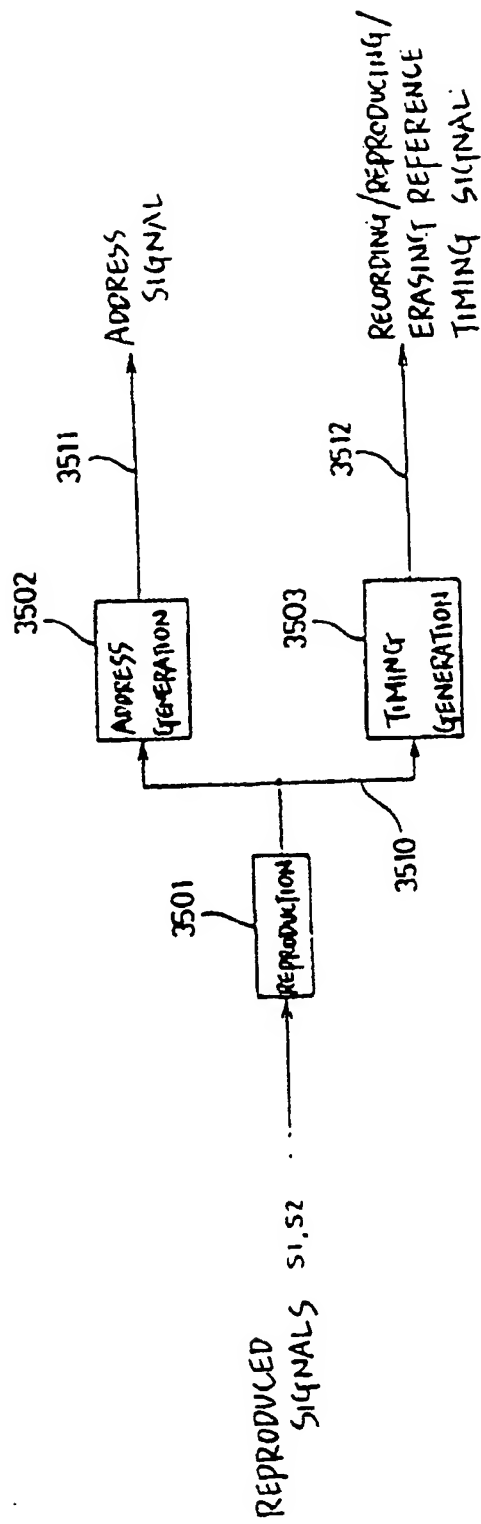 REPRODUCED
SIGNALS S1, S2
3501
REPRODUCTION
3510
3502
ADDRESS
GENERATION
3511
ADDRESS
SIGNAL
3503
TIMING
GENERATION
3512
RECORDING/REPRODUCING/
ERASING REFERENCE
TIMING SIGNAL